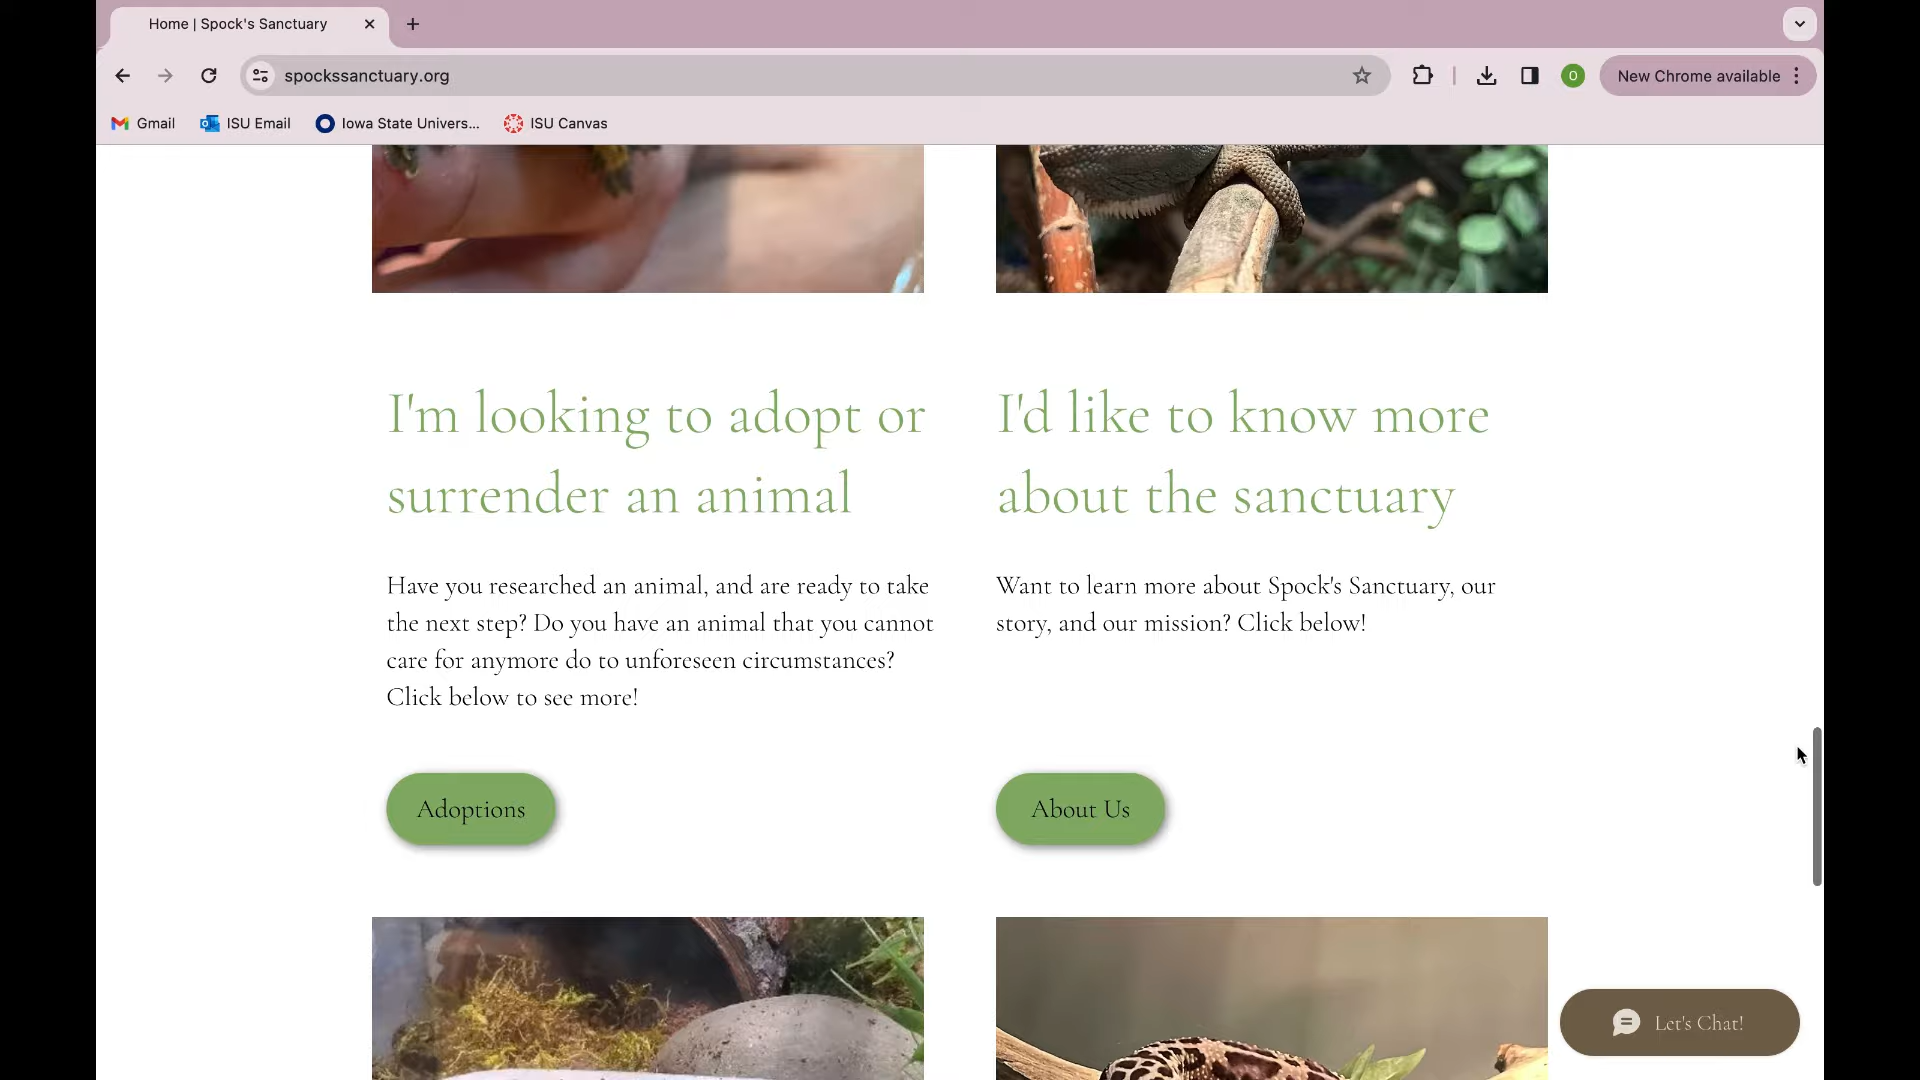 Home | Spock's Sanctuary
spockssanctuary.org
O
New Chrome available
Gmail
ISU Email
Iowa State Univers...
ISU Canvas
I'm looking to adopt or
surrender an animal
Have you researched an animal, and are ready to take
the next step? Do you have an animal that you cannot
care for anymore do to unforeseen circumstances?
Click below to see more!
Adoptions
I'd like to know more
about the sanctuary
Want to learn more about Spock's Sanctuary, our
story, and our mission? Click below!
About Us
Let's Chat!